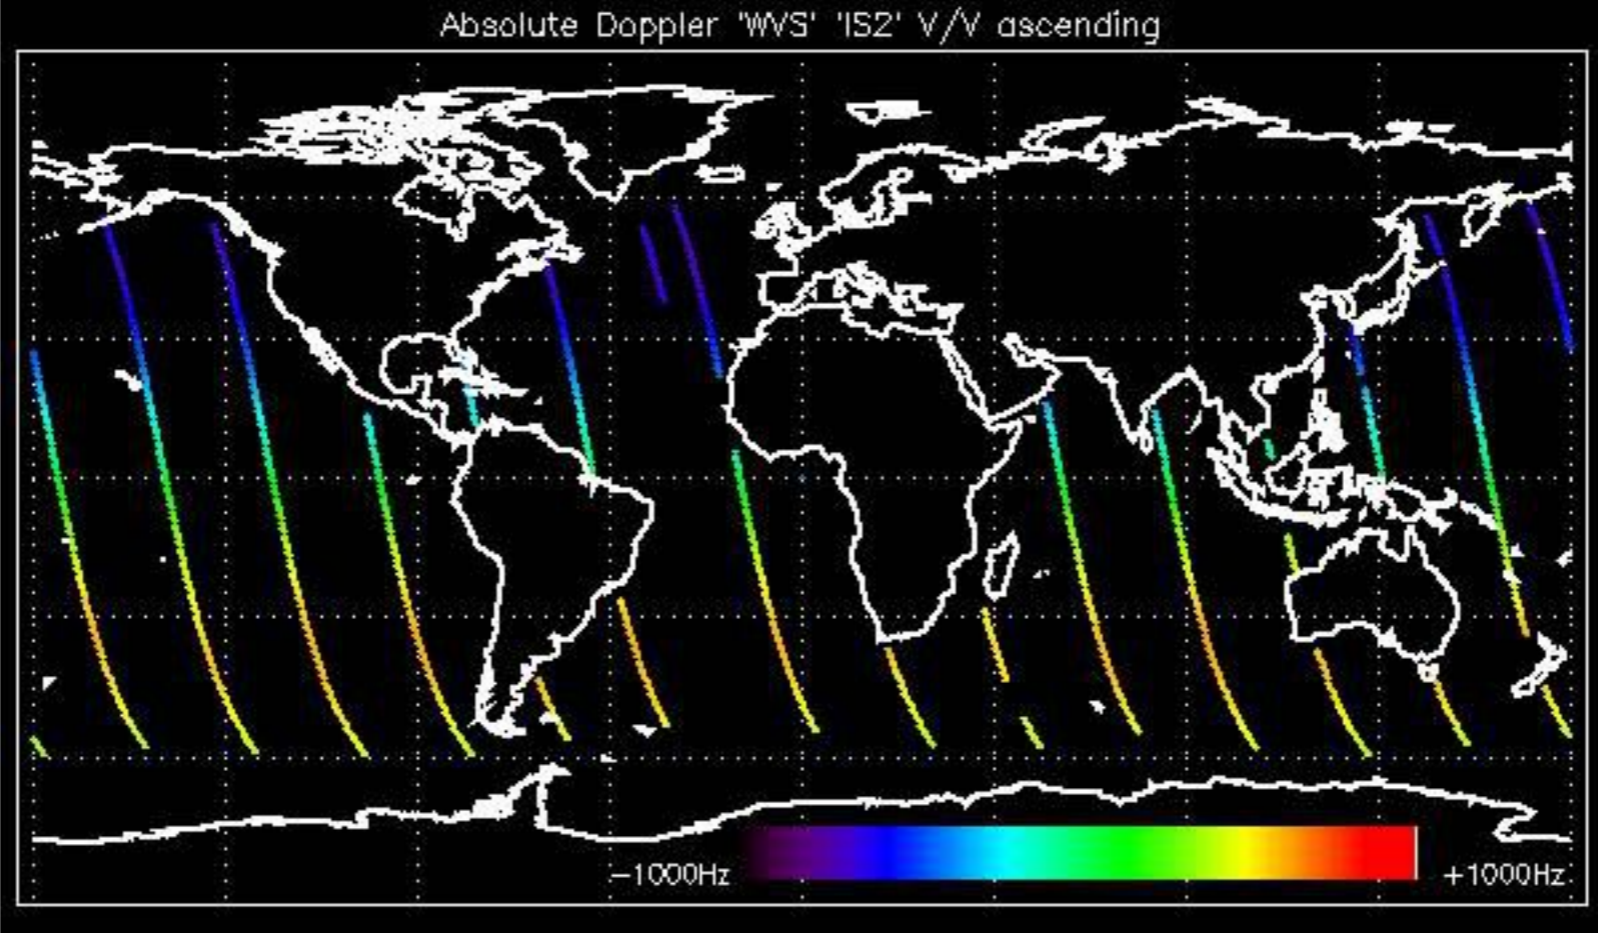 Absolute Doppler 'WVS' 'IS2' V/V ascending
-1000Hz +1000Hz